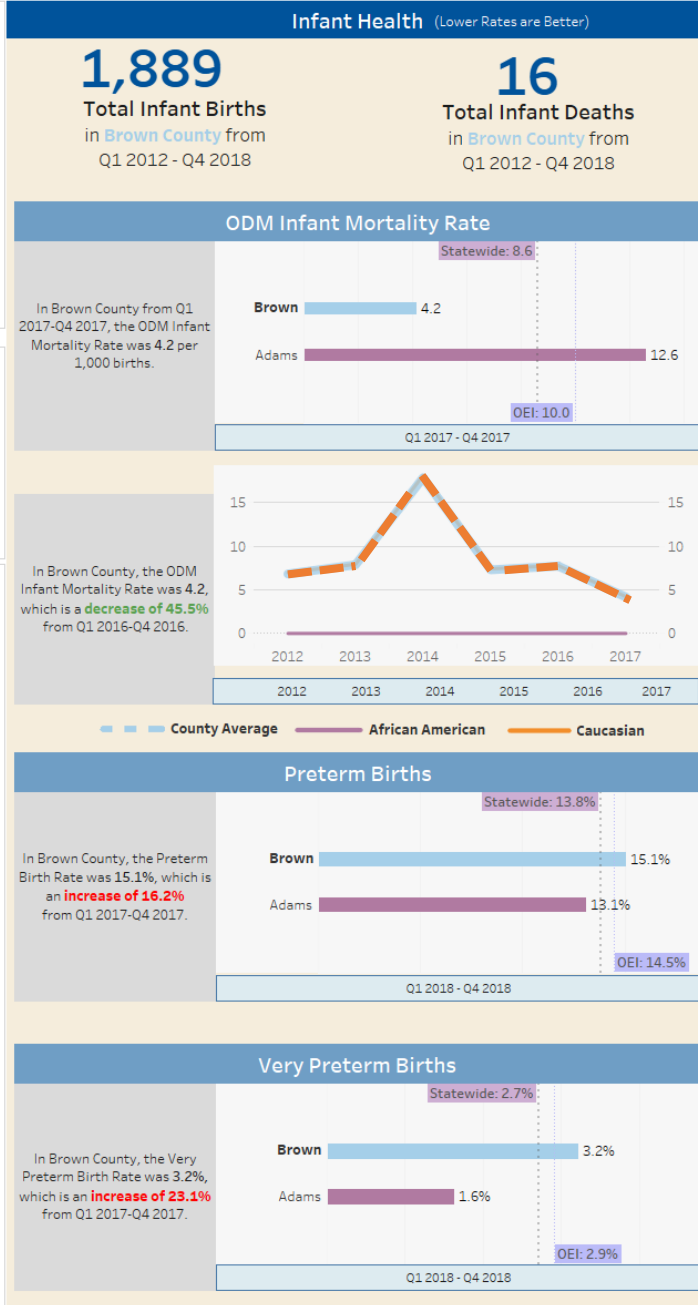 Infant Health (Lower Rates are Better)
1,889
Total Infant Births
in Brown County from
Q1 2012 - Q4 2018
16
Total Infant Deaths
in Brown County from
Q1 2012 - Q4 2018
ODM Infant Mortality Rate
In Brown County from Q1
2017-Q4 2017, the ODM Infant
Mortality Rate was 4.2 per
1,000 births.
Statewide: 8.6
Brown 4.2
Adams 12.6
OEI: 10.0
Q1 2017 - Q4 2017
In Brown County, the ODM
Infant Mortality Rate was 4.2,
which is a decrease of 45.5%
from Q1 2016-Q4 2016.
15 15
10 10
5 5
0 0
2012 2013 2014 2015 2016 2017
2012 2013 2014 2015 2016 2017
County Average African American Caucasian
Preterm Births
In Brown County, the Preterm
Birth Rate was 15.1%, which is
an increase of 16.2%
from Q1 2017-Q4 2017.
Statewide: 13.8%
Brown 15.1%
Adams 13.1%
OEI: 14.5%
Q1 2018 - Q4 2018
Very Preterm Births
In Brown County, the Very
Preterm Birth Rate was 3.2%,
which is an increase of 23.1%
from Q1 2017-Q4 2017.
Statewide: 2.7%
Brown 3.2%
Adams 1.6%
OEI: 2.9%
Q1 2018 - Q4 2018